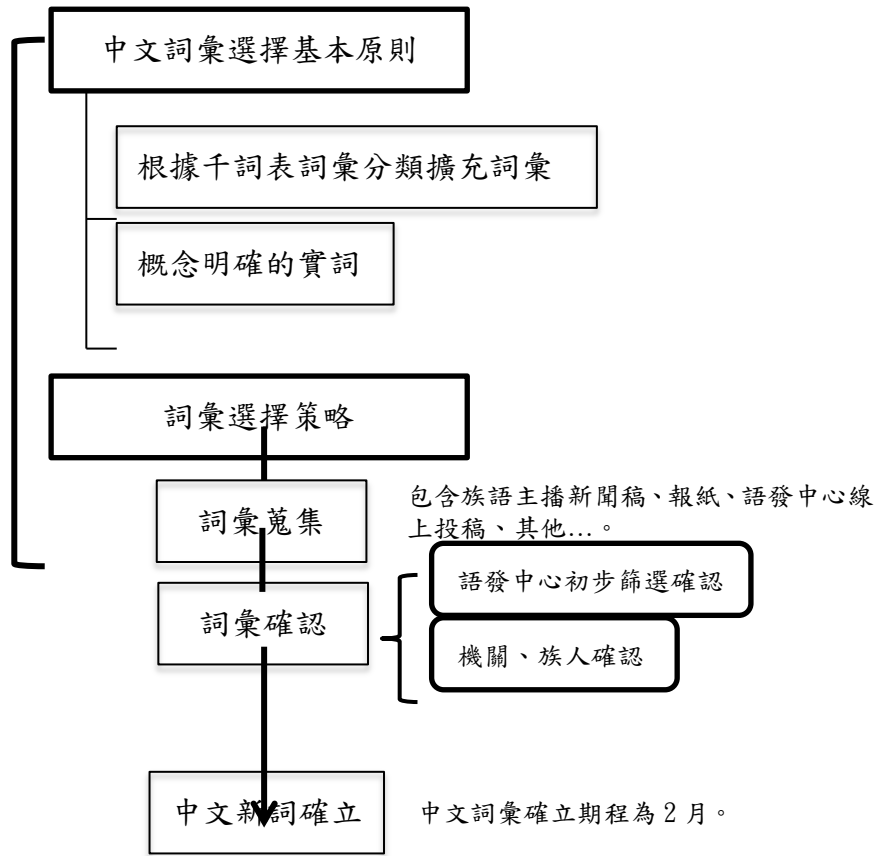 中文詞彙選擇基本原則
根據千詞表詞彙分類擴充詞彙
概念明確的實詞
詞彙選擇策略
詞彙蒐集
包含族語主播新聞稿、報紙、語發中心線
上投稿、其他…。
詞彙確認
語發中心初步篩選確認
機關、族人確認
中文新詞確立
中文詞彙確立期程為2月。